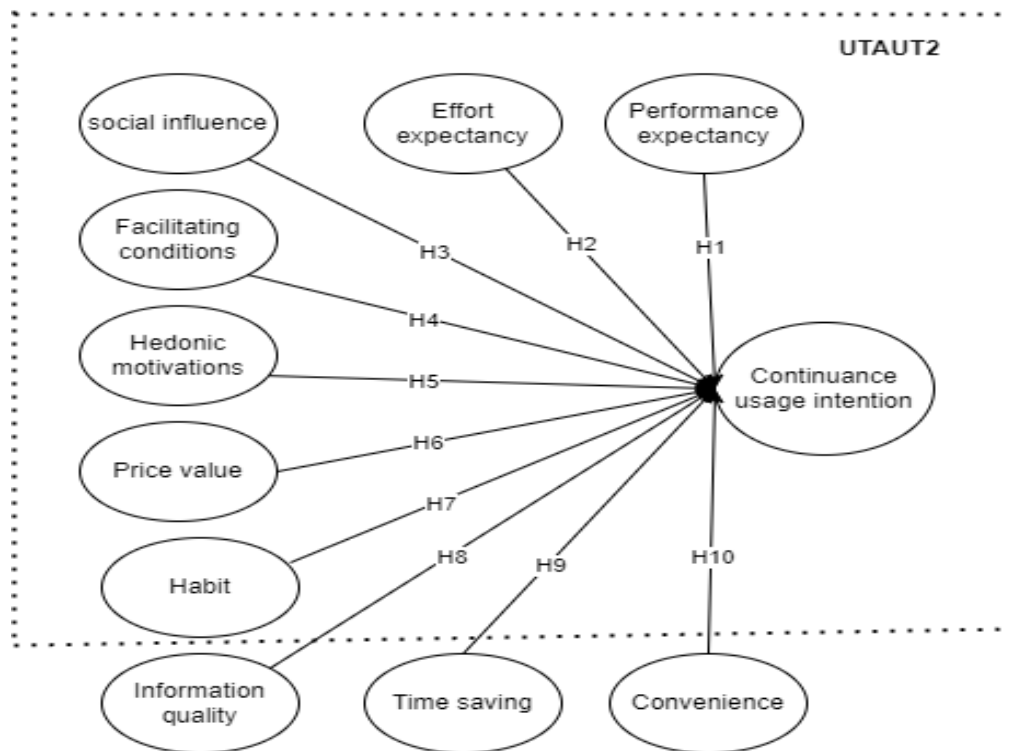 UTAUT2
social influence
Effort
expectancy
Performance
expectancy
Facilitating
conditions
H3
H2
H1
Hedonic
motivations
H4
H5
Continuance
usage intention
Price value
H6
H7
Habit
H8
H9
H10
Information
quality
Time saving
Convenience